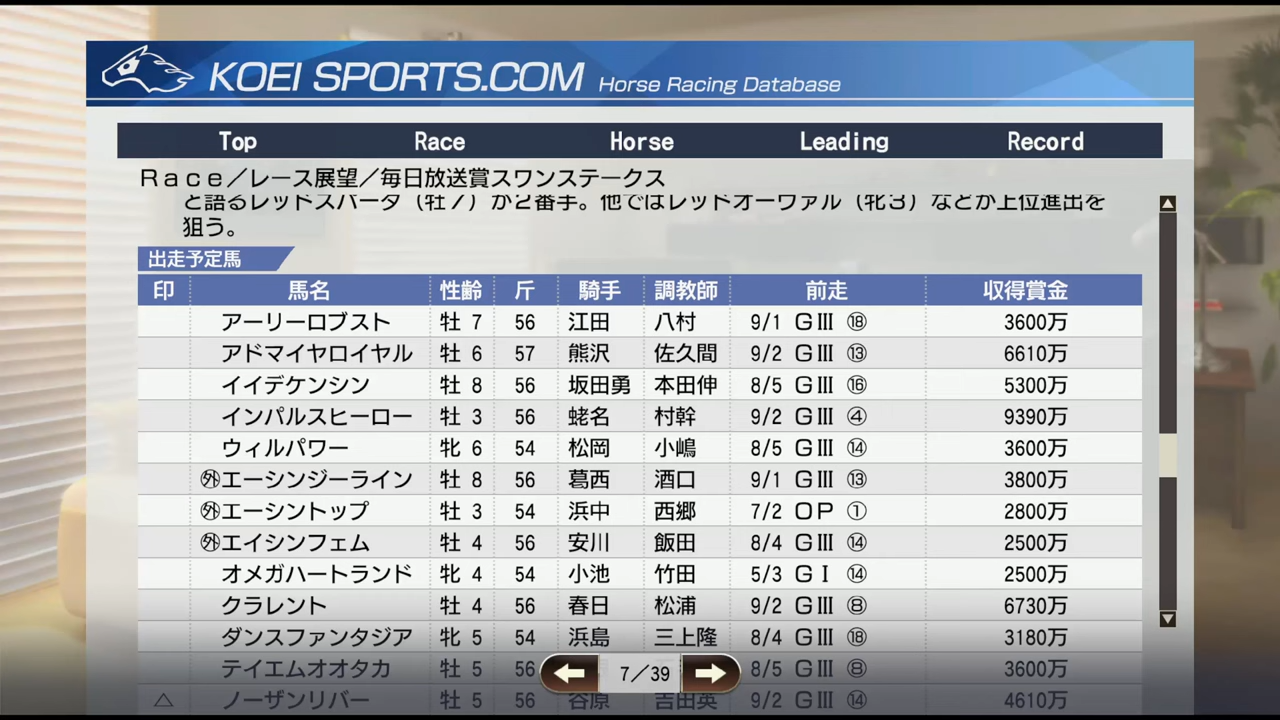 KOEI SPORTS.COM Horse Racing Database
Top Race Horse Leading Record
Ｒａｃｅ／レース展望／毎日放送賞スワンステークス
と語るレッドスパーダ（牡７）が２番手。他ではレッドオーヴァル（牝３）などが上位進出を
狙う。
出走予定馬
印 馬名 性齢 斤 騎手 調教師 前走 収得賞金
アーリーロブスト 牡 7 56 江田 八村 9/1 GⅢ ⑱ 3600万
アドマイヤロイヤル 牡 6 57 熊沢 佐久間 9/2 GⅢ ⑬ 6610万
イイデケンシン 牡 8 56 坂田勇 本田伸 8/5 GⅢ ⑯ 5300万
インパルスヒーロー 牡 3 56 蛯名 村幹 9/2 GⅢ ④ 9390万
ウィルパワー 牝 6 54 松岡 小嶋 8/5 GⅢ ⑭ 3600万
外エーシンジーライン 牡 8 56 葛西 酒口 9/1 GⅢ ⑬ 3800万
外エーシントップ 牡 3 54 浜中 西郷 7/2 OP ① 2800万
外エイシンフェム 牡 4 56 安川 飯田 8/4 GⅢ ⑭ 2500万
オメガハートランド 牝 4 54 小池 竹田 5/3 GⅠ ⑭ 2500万
クラレント 牡 4 56 春日 松浦 9/2 GⅢ ⑧ 6730万
ダンスファンタジア 牝 5 54 浜島 三上隆 8/4 GⅢ ⑱ 3180万
テイエムオオタカ 牡 5 56 8/5 GⅢ ⑧ 3600万
△ ノーザンリバー 牡 5 56 谷原 吉田英 9/2 GⅢ ⑭ 4610万
7／39